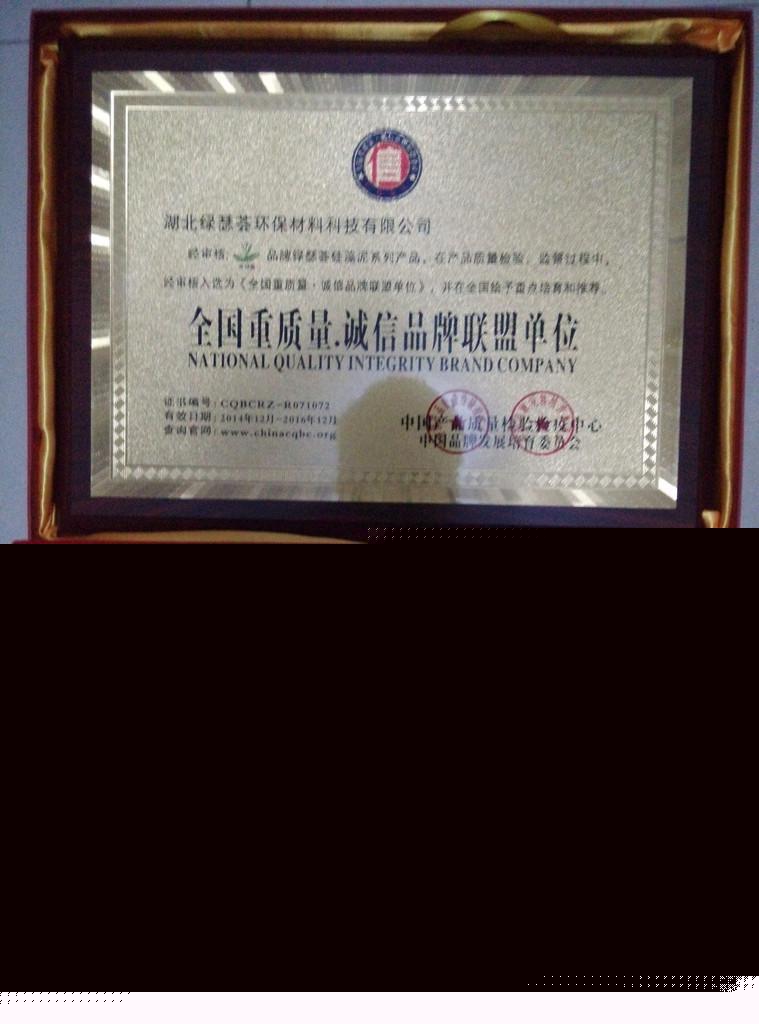 信
湖北绿瑟荟环保材料科技有限公司
经审核: 品牌绿瑟荟硅藻泥系列产品,在产品质量检验、监督过程中,
经审核入选为《全国重质量·诚信品牌联盟单位》,并在全国给予重点培育和推荐。
全国重质量.诚信品牌联盟单位
NATIONAL QUALITY INTEGRITY BRAND COMPANY
证书编号: CQBCRZ-R071072
有效日期: 2014年12月-2016年12月
查询官网: www.chinacqbc.org
中国产品质量检验检疫中心
中国品牌发展培育委员会